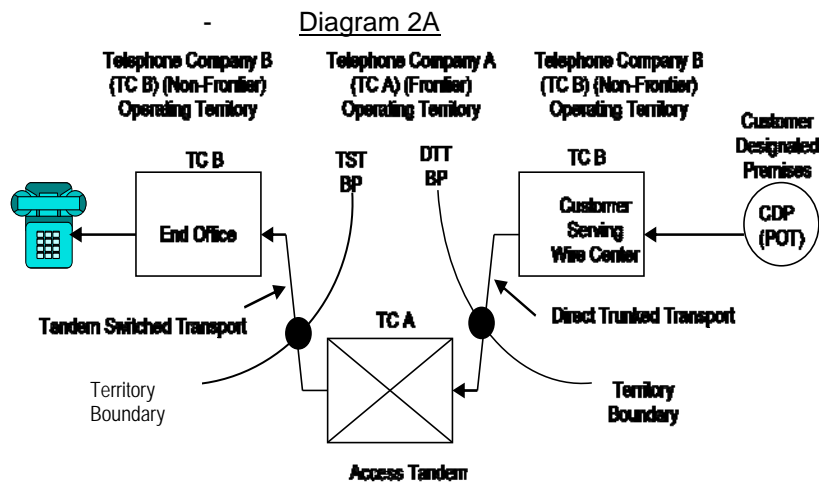 - Diagram 2A
Telephone Company B
(TC B) (Non-Frontier)
Operating Territory
Telephone Company A
(TC A) (Frontier)
Operating Territory
Telephone Company B
(TC B) (Non-Frontier)
Operating Territory
Customer
Designated
Premises
TC B
TST
BP
DTT
BP
TC B
End Office
Customer
Serving
Wire Center
CDP
(POT)
Tandem Switched Transport
TC A
Direct Trunked Transport
Territory
Boundary
Territory
Boundary
Access Tandem